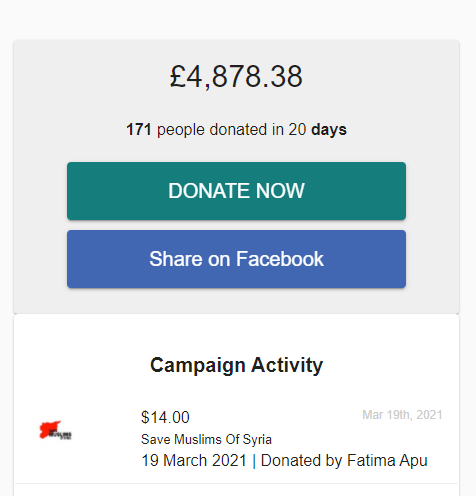 £4,878.38
171 people donated in 20 days
DONATE NOW
Share on Facebook
Campaign Activity
$14.00
Mar 19th, 2021
Save Muslims Of Syria
19 March 2021 | Donated by Fatima Apu
MUSLIMS